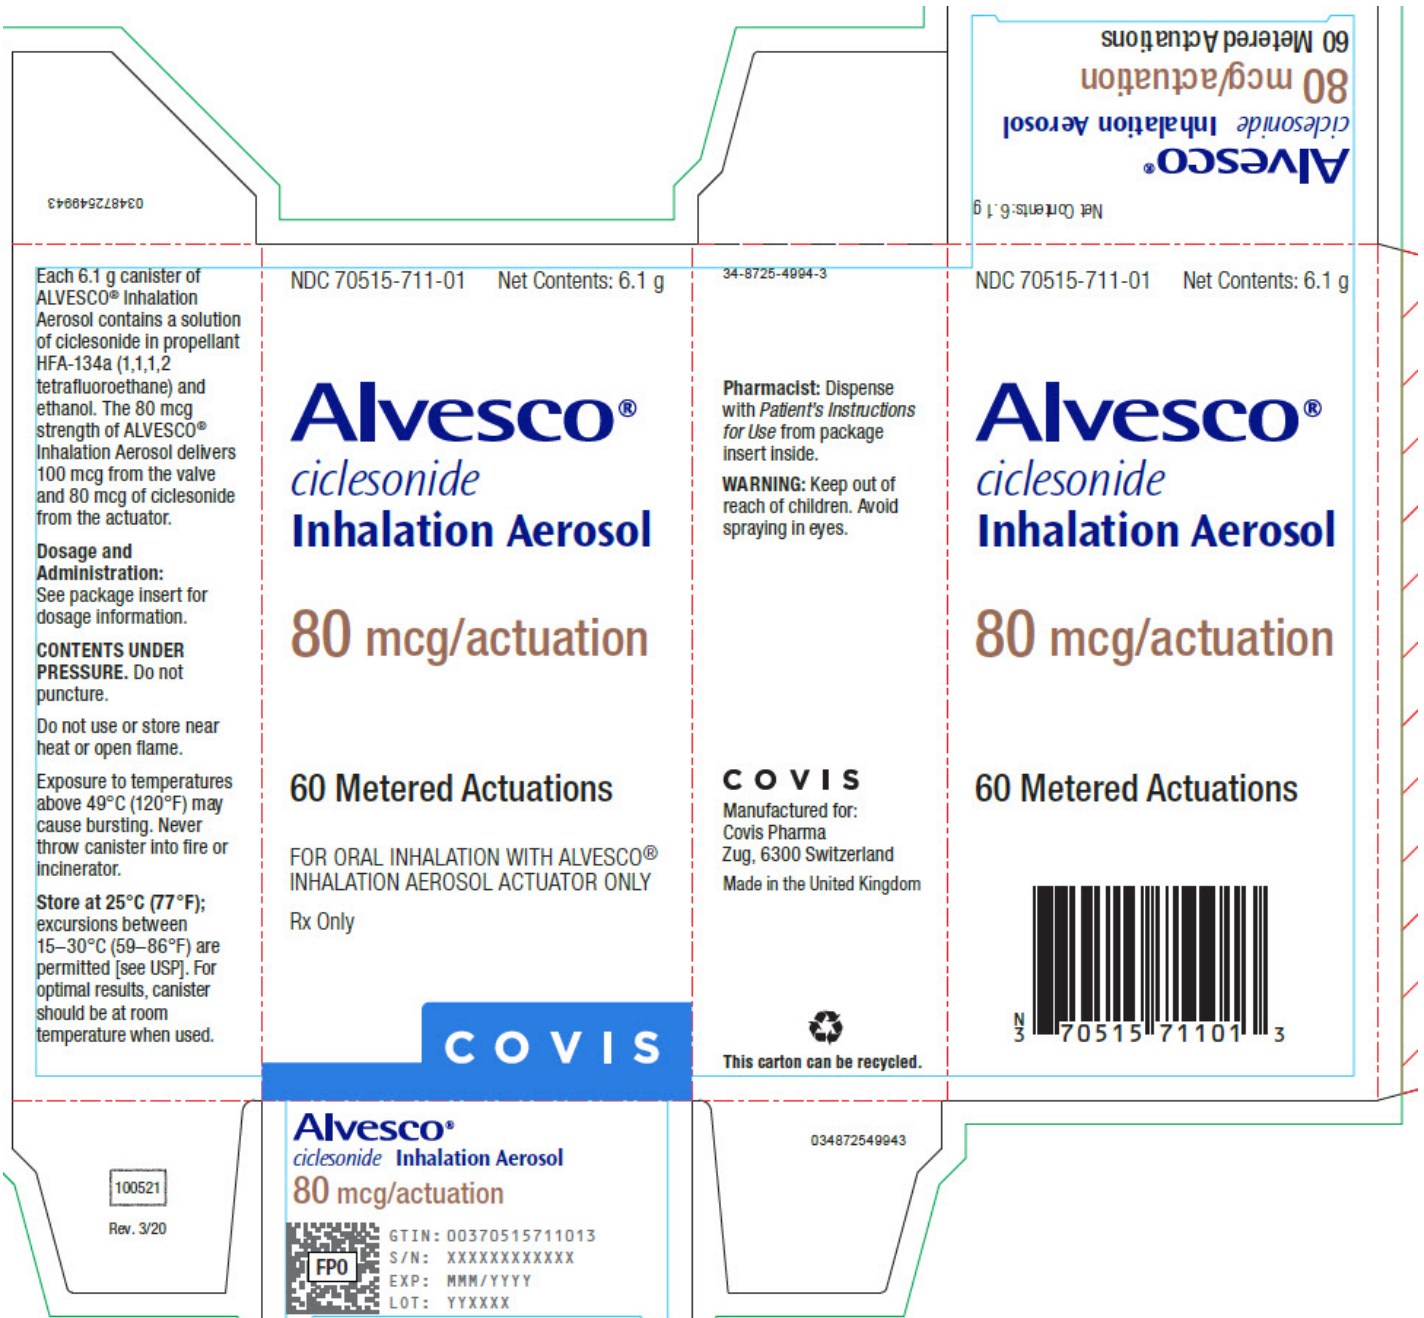 60 Metered Actuations
80 mcg/actuation
ciclesonide Inhalation Aerosol
Alvesco®
Net Contents:6.1 g
034872549943
Each 6.1 g canister of
ALVESCO® Inhalation
Aerosol contains a solution
of ciclesonide in propellant
HFA-134a (1,1,1,2
tetrafluoroethane) and
ethanol. The 80 mcg
strength of ALVESCO®
Inhalation Aerosol delivers
100 mcg from the valve
and 80 mcg of ciclesonide
from the actuator.
Dosage and
Administration:
See package insert for
dosage information.
CONTENTS UNDER
PRESSURE. Do not
puncture.
Do not use or store near
heat or open flame.
Exposure to temperatures
above 49°C (120°F) may
cause bursting. Never
throw canister into fire or
incinerator.
Store at 25°C (77°F);
excursions between
15–30°C (59–86°F) are
permitted [see USP]. For
optimal results, canister
should be at room
temperature when used.
NDC 70515-711-01 Net Contents: 6.1 g
Alvesco®
ciclesonide
Inhalation Aerosol
80 mcg/actuation
60 Metered Actuations
FOR ORAL INHALATION WITH ALVESCO®
INHALATION AEROSOL ACTUATOR ONLY
Rx Only
COVIS
34-8725-4994-3
Pharmacist: Dispense
with Patient's Instructions
for Use from package
insert inside.
WARNING: Keep out of
reach of children. Avoid
spraying in eyes.
COVIS
Manufactured for:
Covis Pharma
Zug, 6300 Switzerland
Made in the United Kingdom
This carton can be recycled.
NDC 70515-711-01 Net Contents: 6.1 g
Alvesco®
ciclesonide
Inhalation Aerosol
80 mcg/actuation
60 Metered Actuations
N
3 70515 71101 3
100521
Rev. 3/20
Alvesco®
ciclesonide Inhalation Aerosol
80 mcg/actuation
FPO
GTIN: 00370515711013
S/N: XXXXXXXXXXXX
EXP: MMM/YYYY
LOT: YYXXXX
034872549943